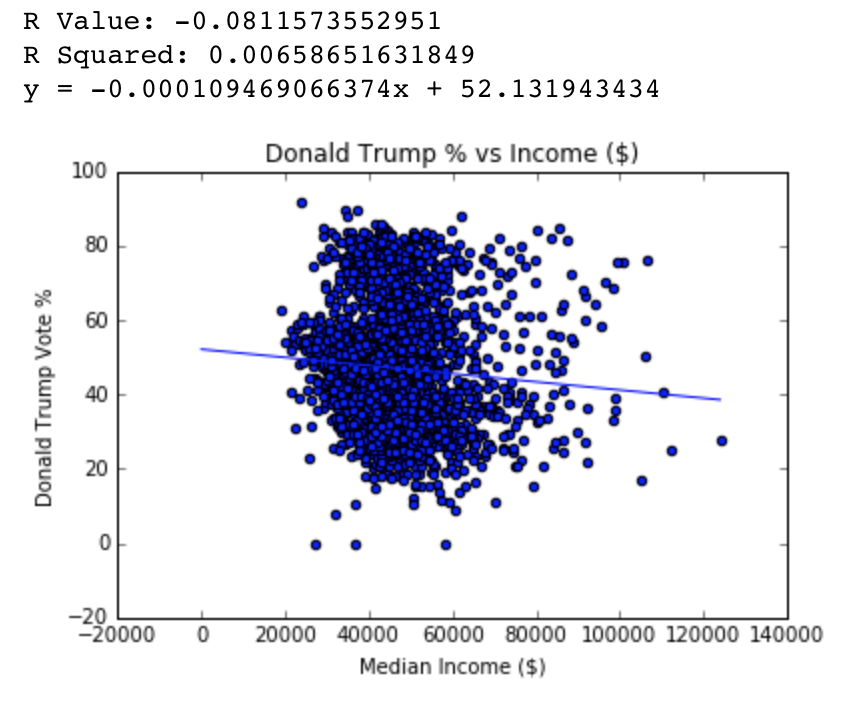 R Value: -0.0811573552951
R Squared: 0.00658651631849
y = -0.000109469066374x + 52.131943434
Donald Trump % vs Income ($)
100
80
60
40
20
0
−20
Donald Trump Vote %
−20000 0 20000 40000 60000 80000 100000 120000 140000
Median Income ($)